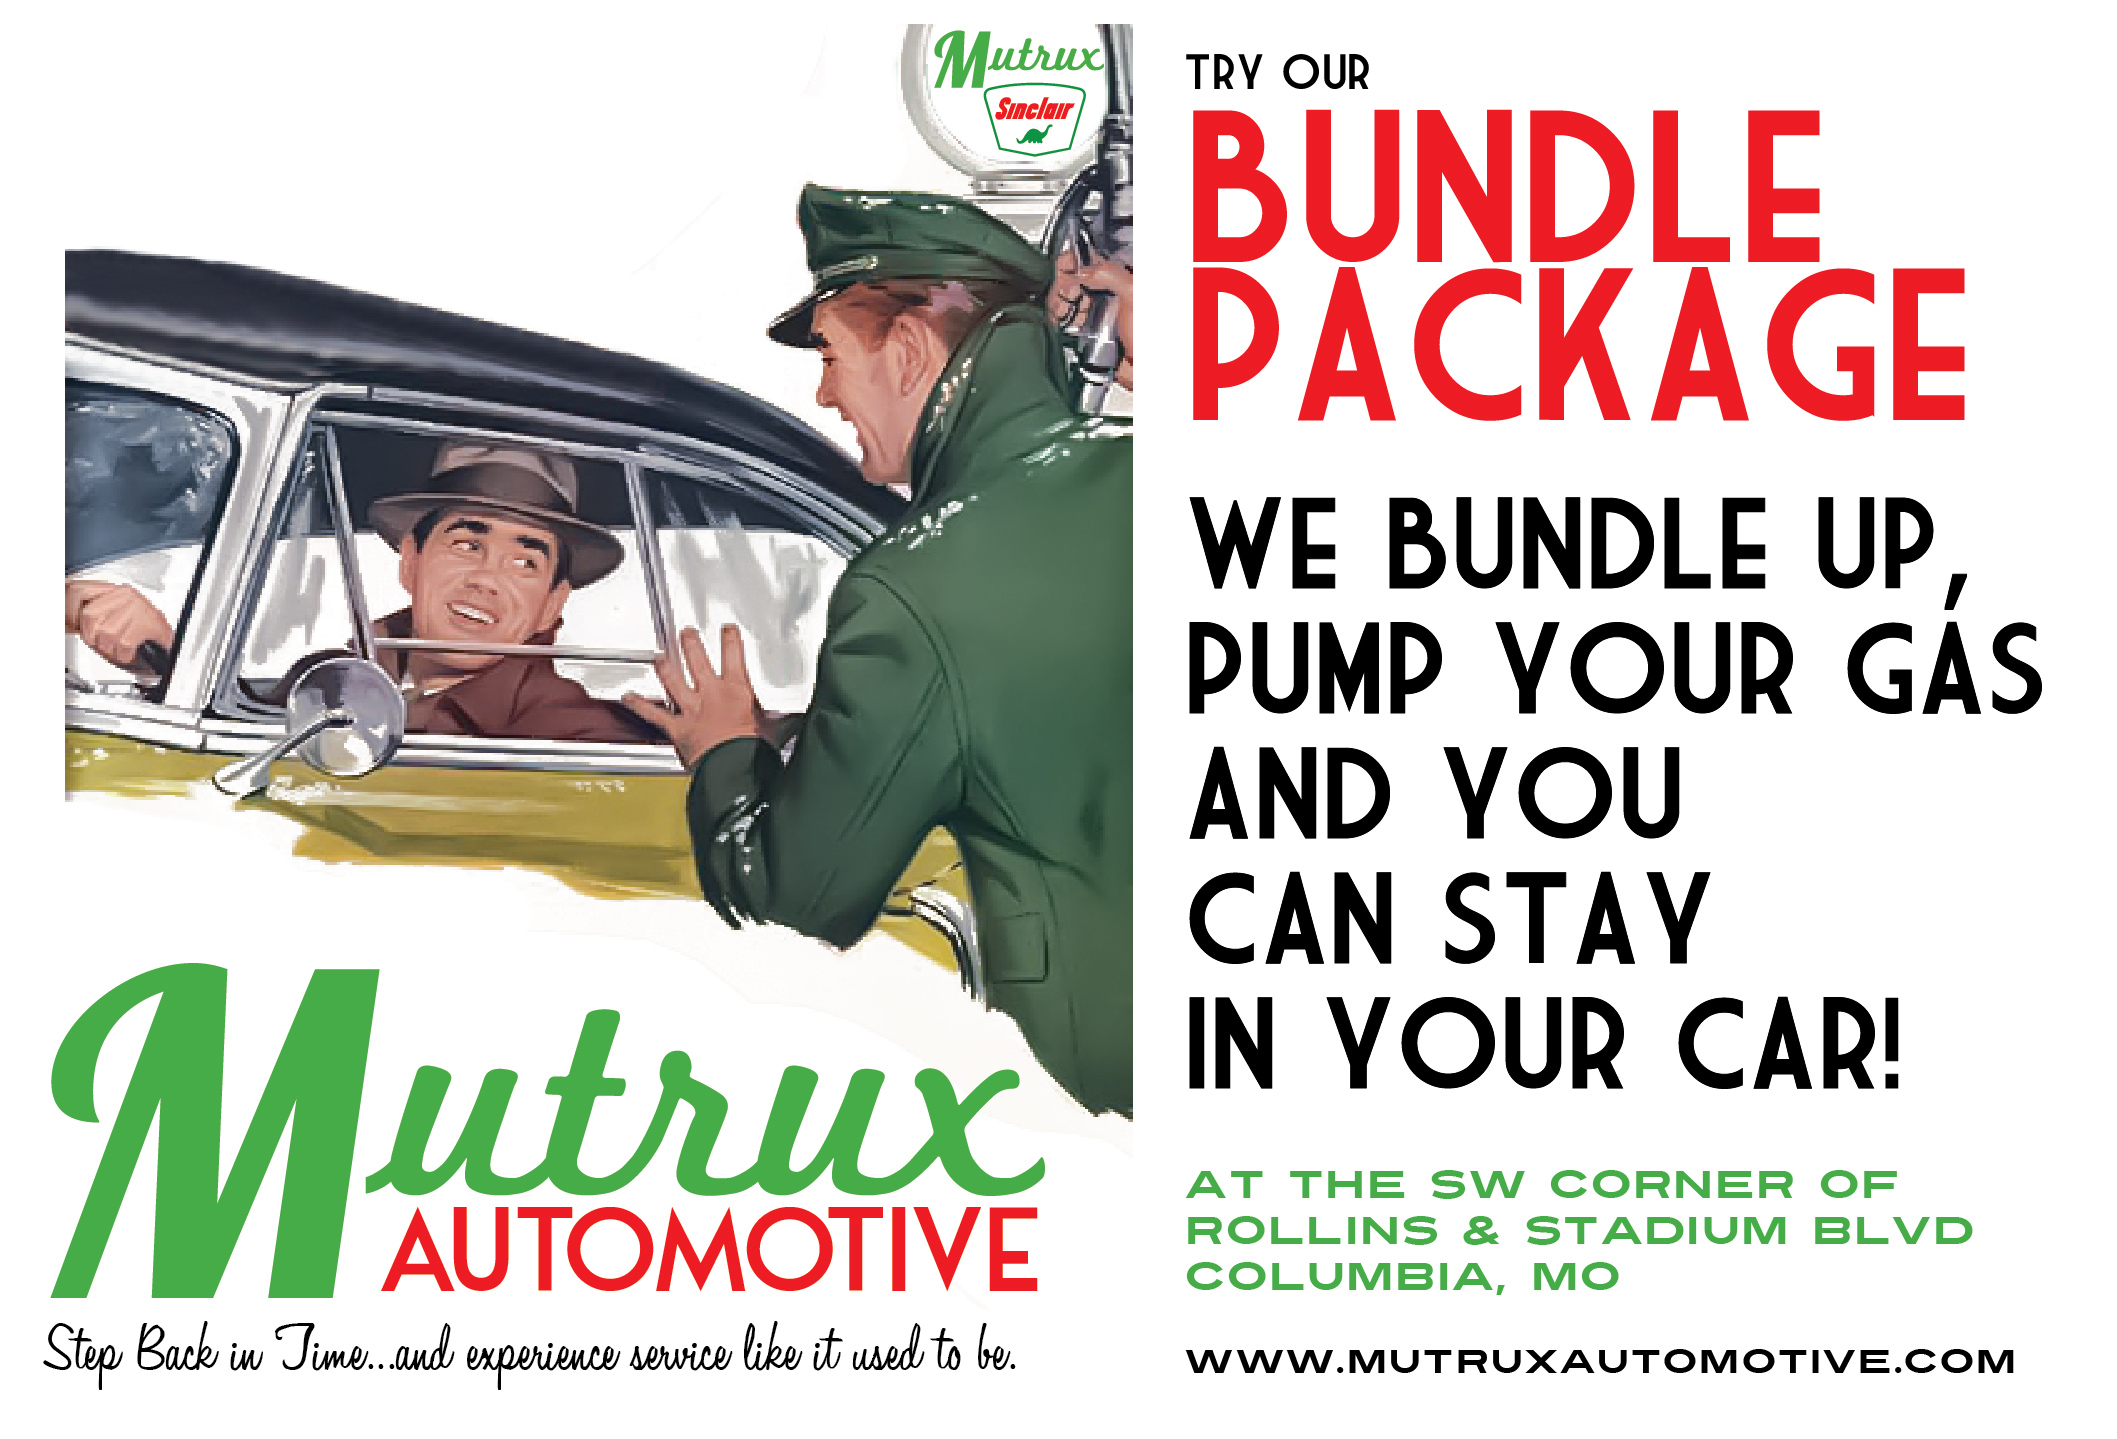 Mutrux
Sinclair
TRY OUR
BUNDLE
PACKAGE
WE BUNDLE UP,
PUMP YOUR GAS
AND YOU
CAN STAY
IN YOUR CAR!
Mutrux
AUTOMOTIVE
Step Back in Time...and experience service like it used to be.
AT THE SW CORNER OF
ROLLINS & STADIUM BLVD
COLUMBIA, MO
WWW.MUTRUXAUTOMOTIVE.COM